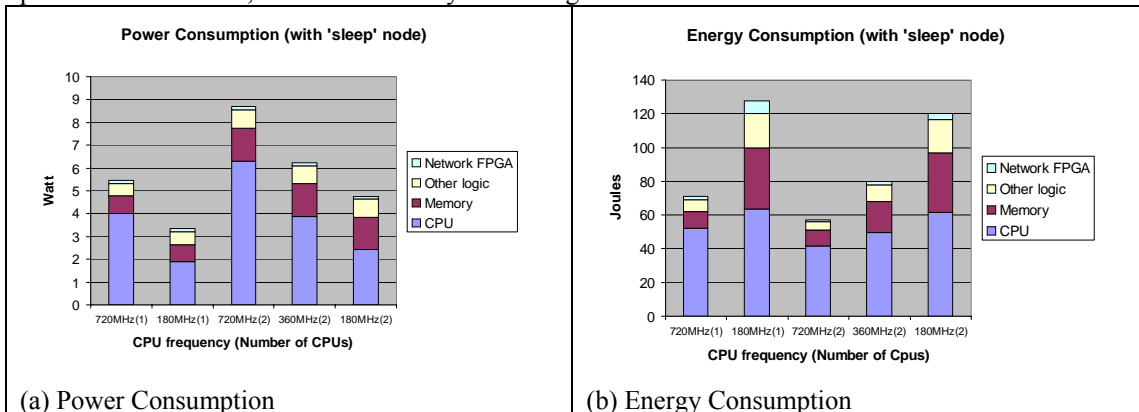 Power Consumption (with 'sleep' node)
10
9
8
7
6
5
4
3
2
1
0
Watt
720MHz(1) 180MHz(1) 720MHz(2) 360MHz(2) 180MHz(2)
CPU frequency (Number of CPUs)
Network FPGA
Other logic
Memory
CPU
(a) Power Consumption
Energy Consumption (with 'sleep' node)
140
120
100
80
60
40
20
0
Joules
720MHz(1) 180MHz(1) 720MHz(2) 360MHz(2) 180MHz(2)
CPU frequency (Number of Cpus)
Network FPGA
Other logic
Memory
CPU
(b) Energy Consumption